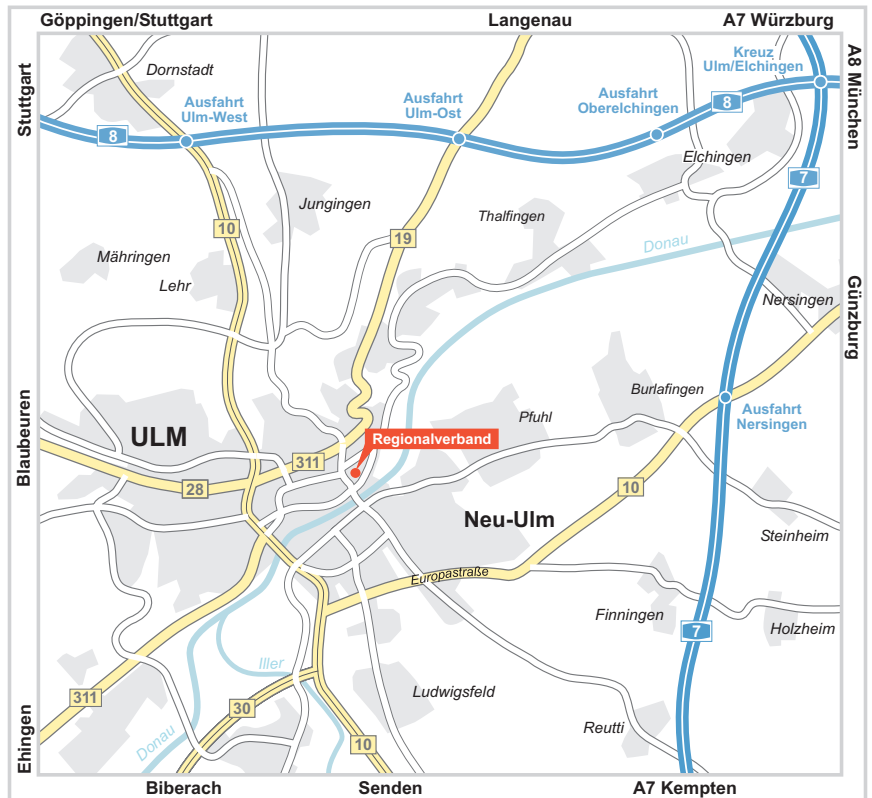 Göppingen/Stuttgart
Langenau
A7 Würzburg
Stuttgart
A8 München
Kreuz
Ulm/Elchingen
Dornstadt
Ausfahrt
Ulm-West
Ausfahrt
Ulm-Ost
Ausfahrt
Oberelchingen
8
8
Elchingen
7
Jungingen
Thalfingen
10
19
Donau
Mähringen
Lehr
Nersingen
Günzburg
Burlafingen
Ausfahrt
Nersingen
Pfuhl
Blaubeuren
ULM
Regionalverband
311
28
10
Neu-Ulm
Steinheim
Europastraße
Finningen
7
Holzheim
Iller
Ludwigsfeld
311
30
Reutti
Donau
10
Ehingen
Biberach
Senden
A7 Kempten